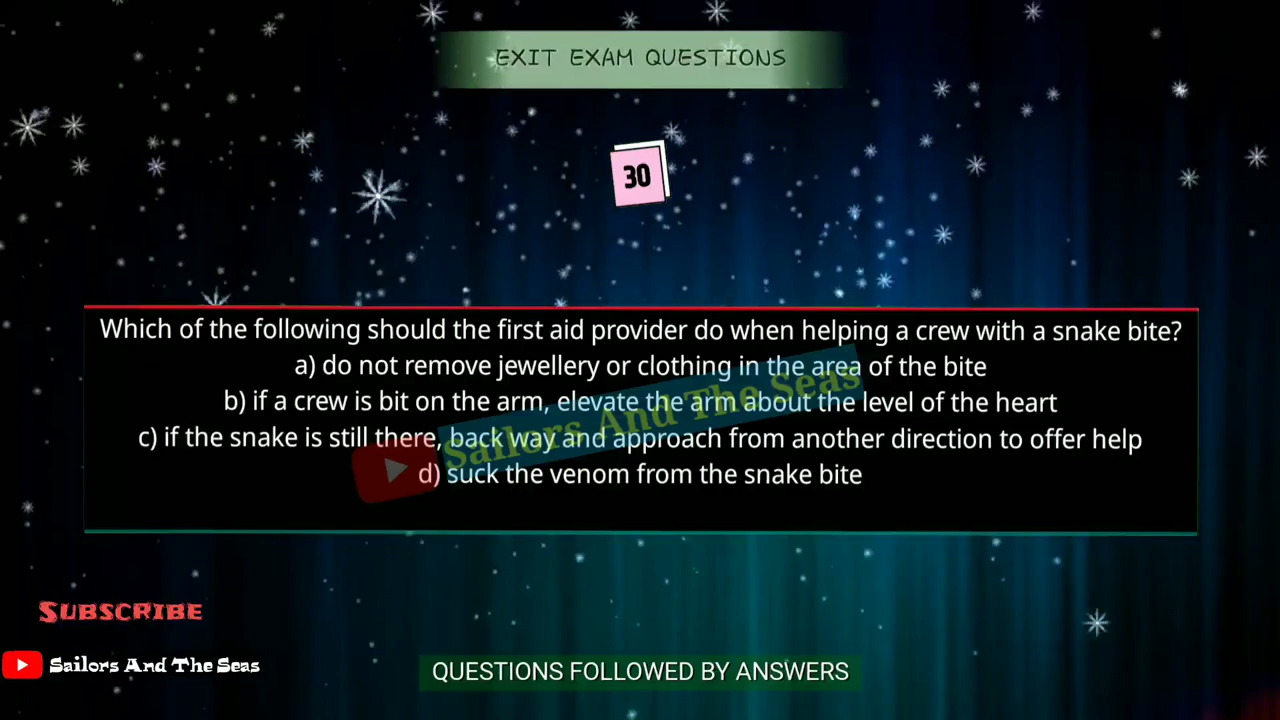 EXIT EXAM QUESTIONS
30
Which of the following should the first aid provider do when helping a crew with a snake bite?
a) do not remove jewellery or clothing in the area of the bite
b) if a crew is bit on the arm, elevate the arm about the level of the heart
c) if the snake is still there, back way and approach from another direction to offer help
d) suck the venom from the snake bite
Sailors And The Seas
SUBSCRIBE
Sailors And The Seas
QUESTIONS FOLLOWED BY ANSWERS